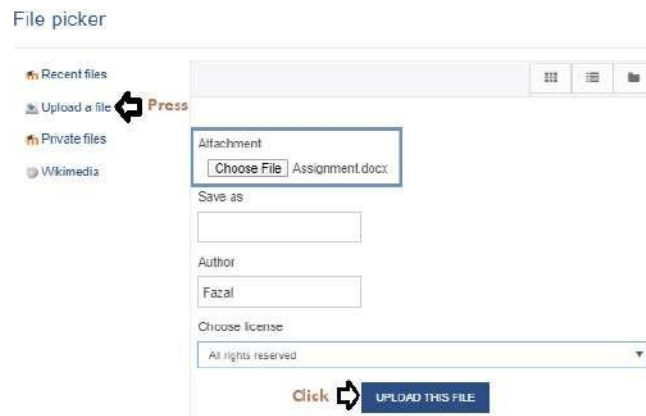 File picker
Recent files
Upload a file
Press
Private files
Wikimedia
Attachment
Choose File Assignment.docx
Save as
Author
Fazal
Choose license
All rights reserved
Click
UPLOAD THIS FILE